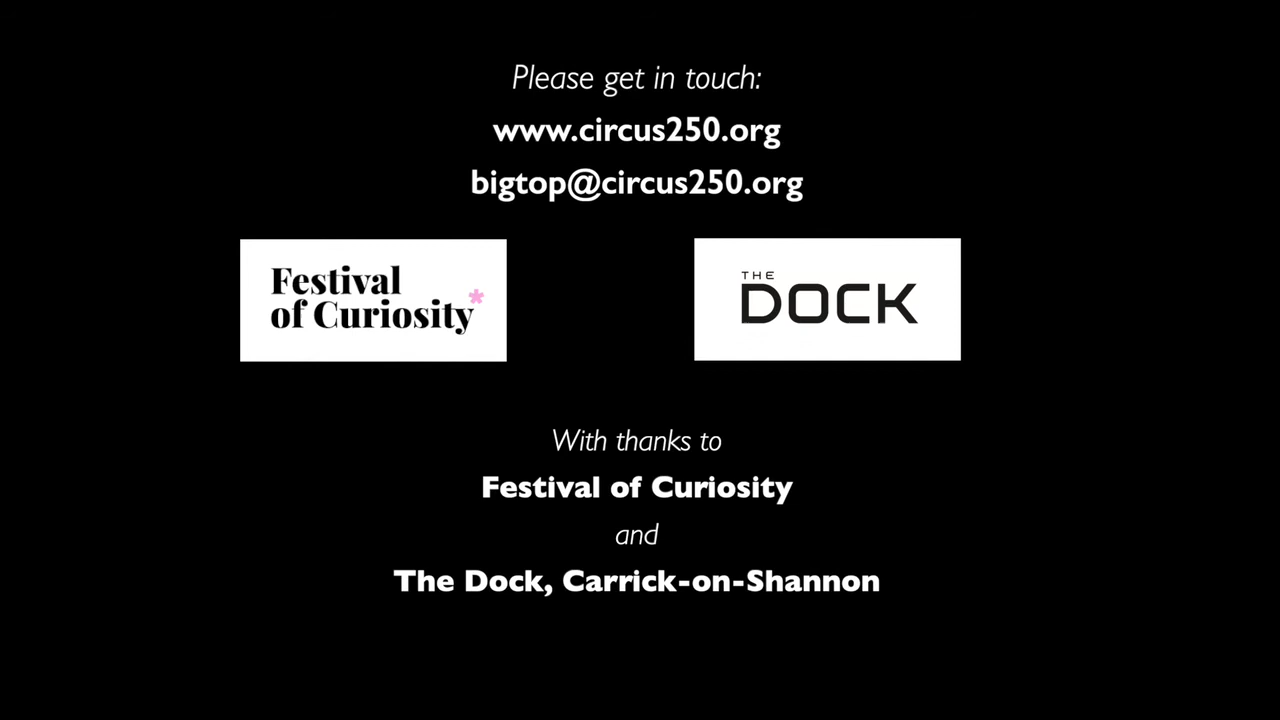 Please get in touch:
www.circus250.org
bigtop@circus250.org
Festival
of Curiosity*
THE
DOCK
With thanks to
Festival of Curiosity
and
The Dock, Carrick-on-Shannon